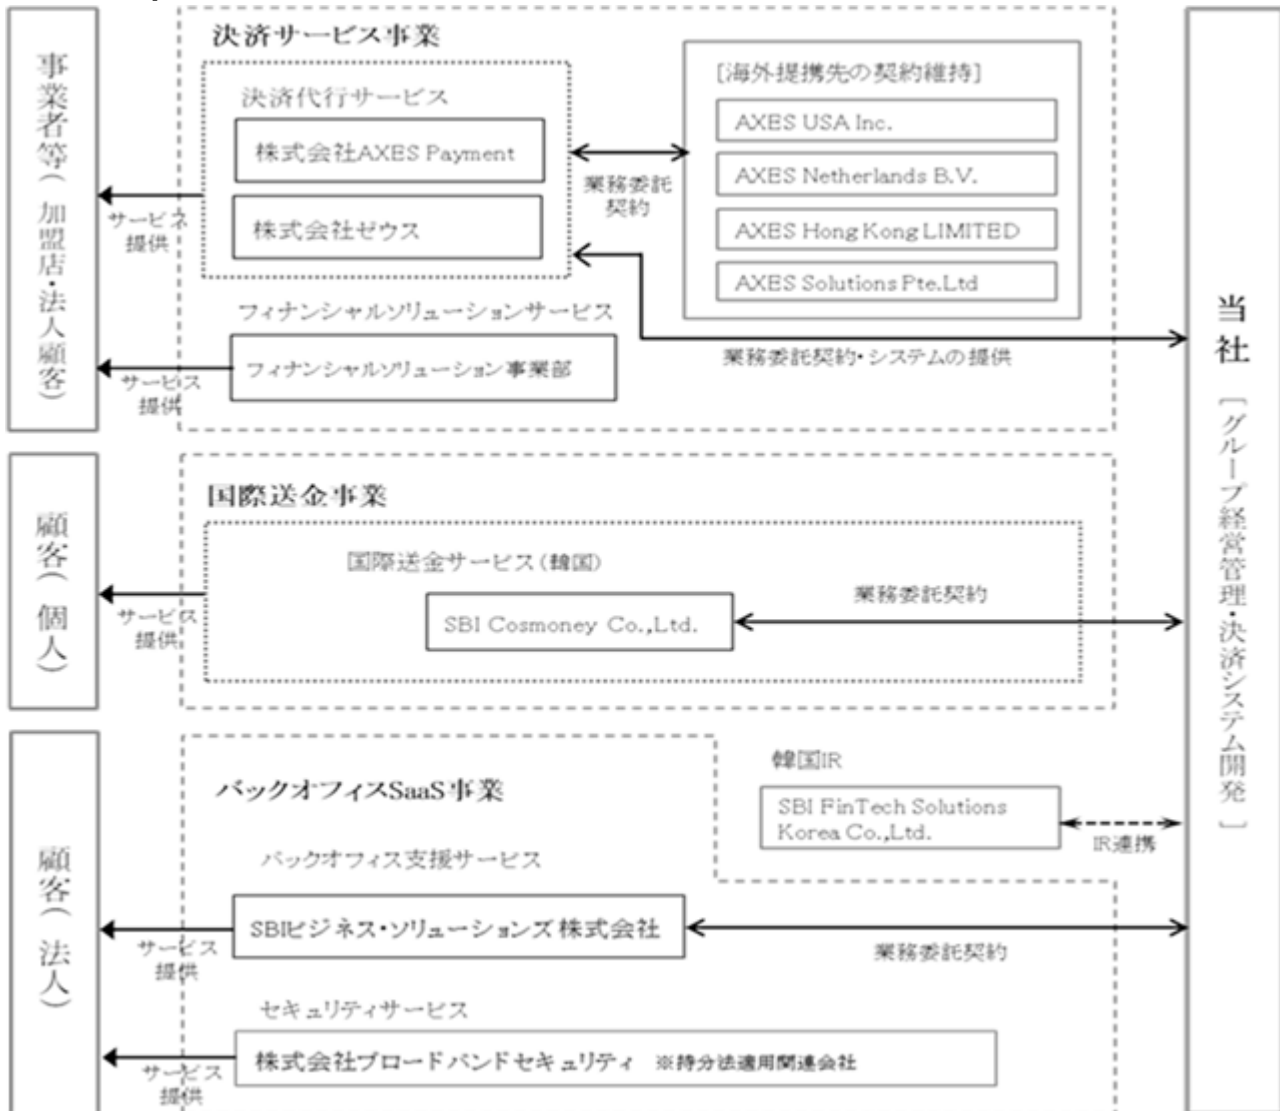 決済サービス事業
事業者等(加盟店・法人顧客)
決済代行サービス
株式会社AXES Payment
株式会社ゼウス
サービネ
提供
業務委託
契約
[海外提携先の契約維持]
AXES USA Inc.
AXES Netherlands B.V.
AXES Hong Kong LIMITED
AXES Solutions Pte.Ltd
フィナンシャルソリューションサービス
フィナンシャルソリューション事業部
サービス
提供
業務委託契約・システムの提供
当社
[グループ経営管理・決済システム開発]
国際送金事業
顧客(個人)
国際送金サービス(韓国)
SBI Cosmoney Co.,Ltd.
サービス
提供
業務委託契約
バックオフィスSaaS事業
顧客(法人)
韓国IR
SBI FinTech Solutions
Korea Co.,Ltd.
IR連携
バックオフィス支援サービス
SBIビジネス・ソリューションズ 株式会社
サービス
提供
業務委託契約
セキュリティサービス
株式会社ブロードバンドセキュリティ ※持分法適用関連会社
サービス
提供